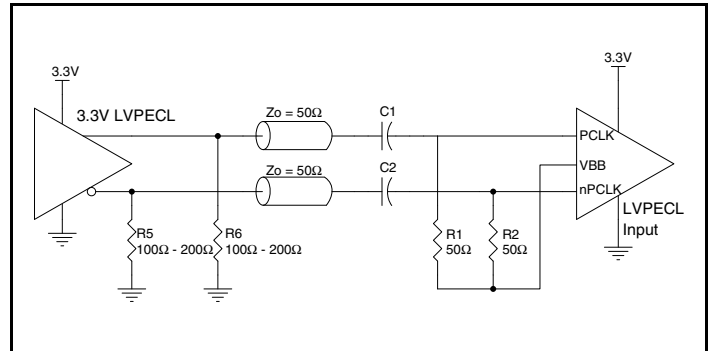 3.3V
3.3V LVPECL
Zo = 50Ω
C1
3.3V
PCLK
Zo = 50Ω
C2
VBB
nPCLK
LVPECL
Input
R5
100Ω - 200Ω
R6
100Ω - 200Ω
R1
50Ω
R2
50Ω